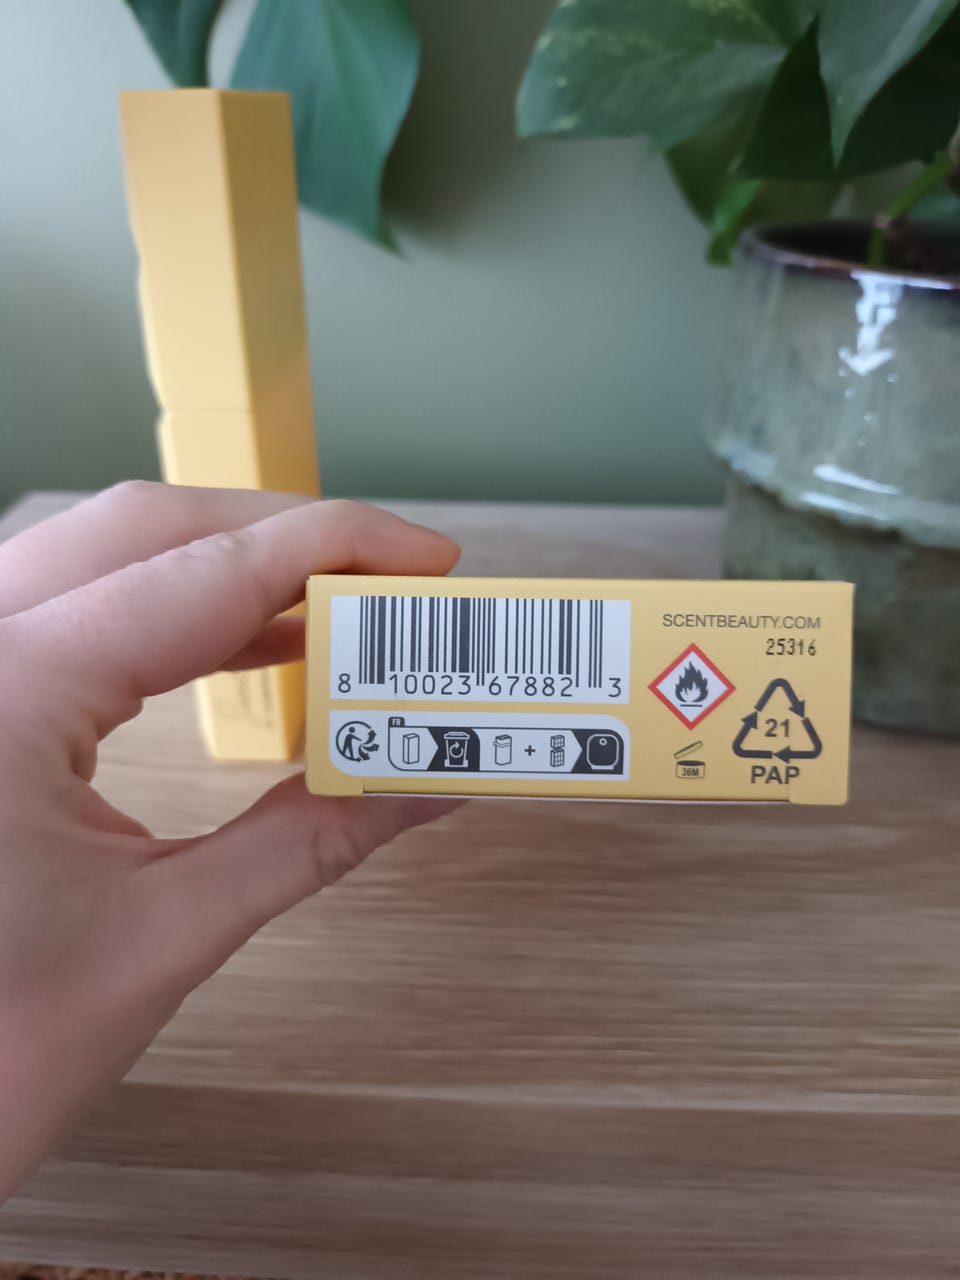 SCENTBEAUTY.COM
25316
8 10023 67882 3
FR
21
PAP
36M